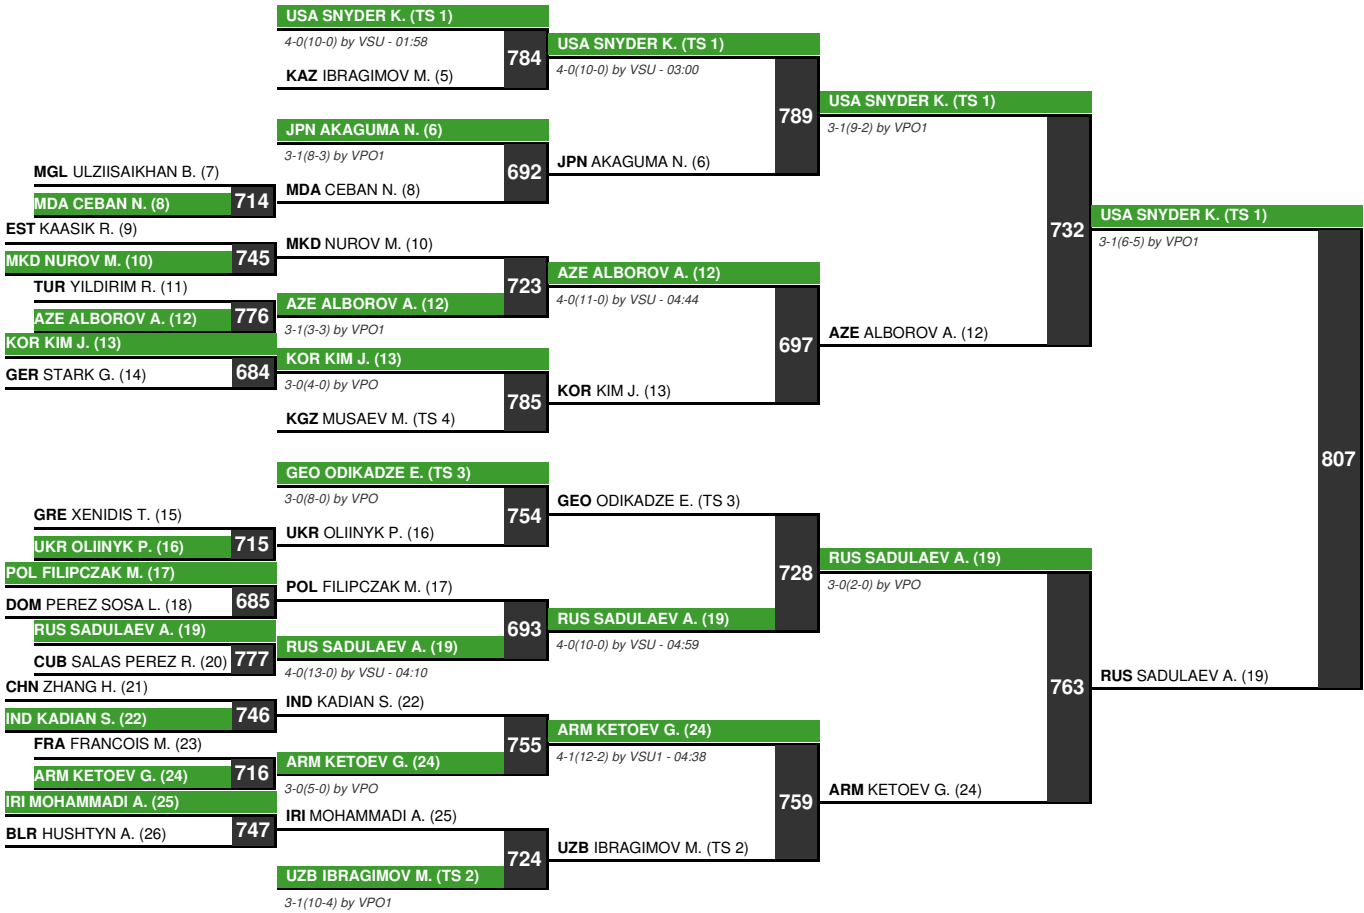 USA SNYDER K. (TS 1)
4-0(10-0) by VSU - 01:58
784
KAZ IBRAGIMOV M. (5)
USA SNYDER K. (TS 1)
4-0(10-0) by VSU - 03:00
789
USA SNYDER K. (TS 1)
3-1(9-2) by VPO1
JPN AKAGUMA N. (6)
3-1(8-3) by VPO1
692
JPN AKAGUMA N. (6)
MGL ULZIISAIKHAN B. (7)
714
MDA CEBAN N. (8)
MDA CEBAN N. (8)
EST KAASIK R. (9)
745
MKD NUROV M. (10)
MKD NUROV M. (10)
732
USA SNYDER K. (TS 1)
3-1(6-5) by VPO1
TUR YILDIRIM R. (11)
776
AZE ALBOROV A. (12)
723
AZE ALBOROV A. (12)
3-1(3-3) by VPO1
AZE ALBOROV A. (12)
4-0(11-0) by VSU - 04:44
697
AZE ALBOROV A. (12)
KOR KIM J. (13)
684
GER STARK G. (14)
KOR KIM J. (13)
3-0(4-0) by VPO
785
KGZ MUSAEV M. (TS 4)
KOR KIM J. (13)
807
GEO ODIKADZE E. (TS 3)
3-0(8-0) by VPO
754
GEO ODIKADZE E. (TS 3)
GRE XENIDIS T. (15)
715
UKR OLIINYK P. (16)
UKR OLIINYK P. (16)
POL FILIPCZAK M. (17)
685
DOM PEREZ SOSA L. (18)
POL FILIPCZAK M. (17)
728
RUS SADULAEV A. (19)
3-0(2-0) by VPO
RUS SADULAEV A. (19)
777
CUB SALAS PEREZ R. (20)
693
RUS SADULAEV A. (19)
4-0(13-0) by VSU - 04:10
RUS SADULAEV A. (19)
4-0(10-0) by VSU - 04:59
763
RUS SADULAEV A. (19)
CHN ZHANG H. (21)
746
IND KADIAN S. (22)
IND KADIAN S. (22)
755
ARM KETOEV G. (24)
4-1(12-2) by VSU1 - 04:38
FRA FRANCOIS M. (23)
716
ARM KETOEV G. (24)
ARM KETOEV G. (24)
3-0(5-0) by VPO
759
ARM KETOEV G. (24)
IRI MOHAMMADI A. (25)
747
BLR HUSHTYN A. (26)
IRI MOHAMMADI A. (25)
724
UZB IBRAGIMOV M. (TS 2)
UZB IBRAGIMOV M. (TS 2)
3-1(10-4) by VPO1